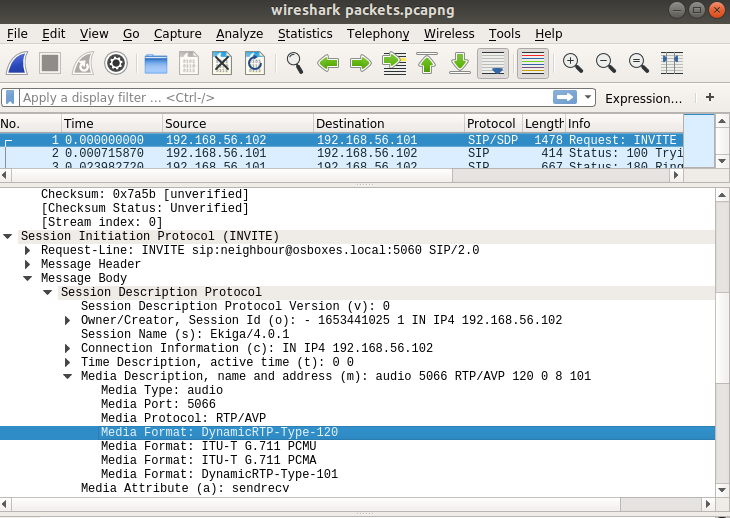 wireshark packets.pcapng
File Edit View Go Capture Analyze Statistics Telephony Wireless Tools Help
Apply a display filter ... <Ctrl-/> Expression... +
No. Time Source Destination Protocol Length Info
1 0.000000000 192.168.56.102 192.168.56.101 SIP/SDP 1478 Request: INVITE
2 0.000715870 192.168.56.101 192.168.56.102 SIP 414 Status: 100 Tryi
3 0.023982720 192.168.56.101 192.168.56.102 SIP 667 Status: 180 Ring
Checksum: 0x7a5b [unverified]
[Checksum Status: Unverified]
[Stream index: 0]
Session Initiation Protocol (INVITE)
Request-Line: INVITE sip:neighbour@osboxes.local:5060 SIP/2.0
Message Header
Message Body
Session Description Protocol
Session Description Protocol Version (v): 0
Owner/Creator, Session Id (o): - 1653441025 1 IN IP4 192.168.56.102
Session Name (s): Ekiga/4.0.1
Connection Information (c): IN IP4 192.168.56.102
Time Description, active time (t): 0 0
Media Description, name and address (m): audio 5066 RTP/AVP 120 0 8 101
Media Type: audio
Media Port: 5066
Media Protocol: RTP/AVP
Media Format: DynamicRTP-Type-120
Media Format: ITU-T G.711 PCMU
Media Format: ITU-T G.711 PCMA
Media Format: DynamicRTP-Type-101
Media Attribute (a): sendrecv